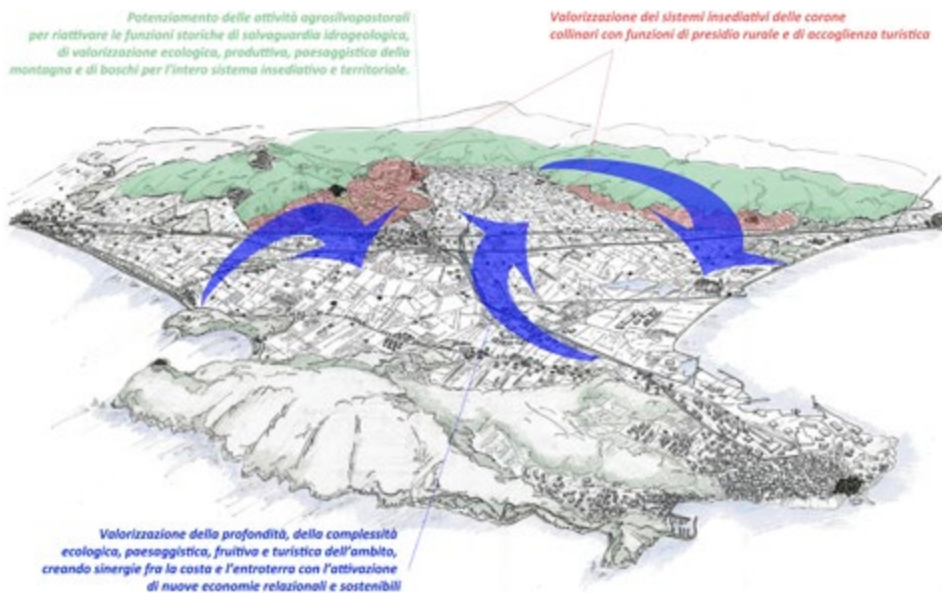 Potenziamento delle attività agrosilvopastorali
per riattivare le funzioni storiche di salvaguardia idrogeologica,
di valorizzazione ecologica, produttiva, paesaggistica della
montagna e di boschi per l'intero sistema insediativo e territoriale.
Valorizzazione dei sistemi insediativi delle corone
collinari con funzioni di presidio rurale e di accoglienza turistica
Valorizzazione della profondità, della complessità
ecologica, paesaggistica, fruitiva e turistica dell'ambito,
creando sinergie fra la costa e l'entroterra con l'attivazione
di nuove economie relazionali e sostenibili